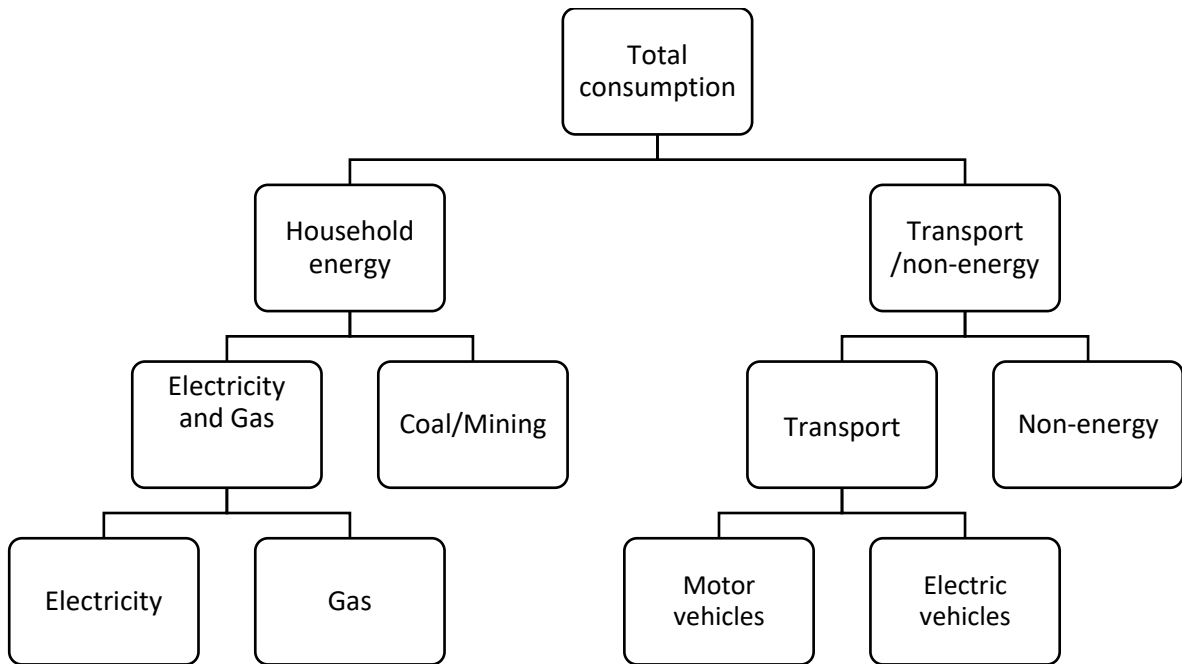 Total
consumption
Household
energy
Transport
/non-energy
Electricity
and Gas
Coal/Mining
Transport
Non-energy
Electricity
Gas
Motor
vehicles
Electric
vehicles